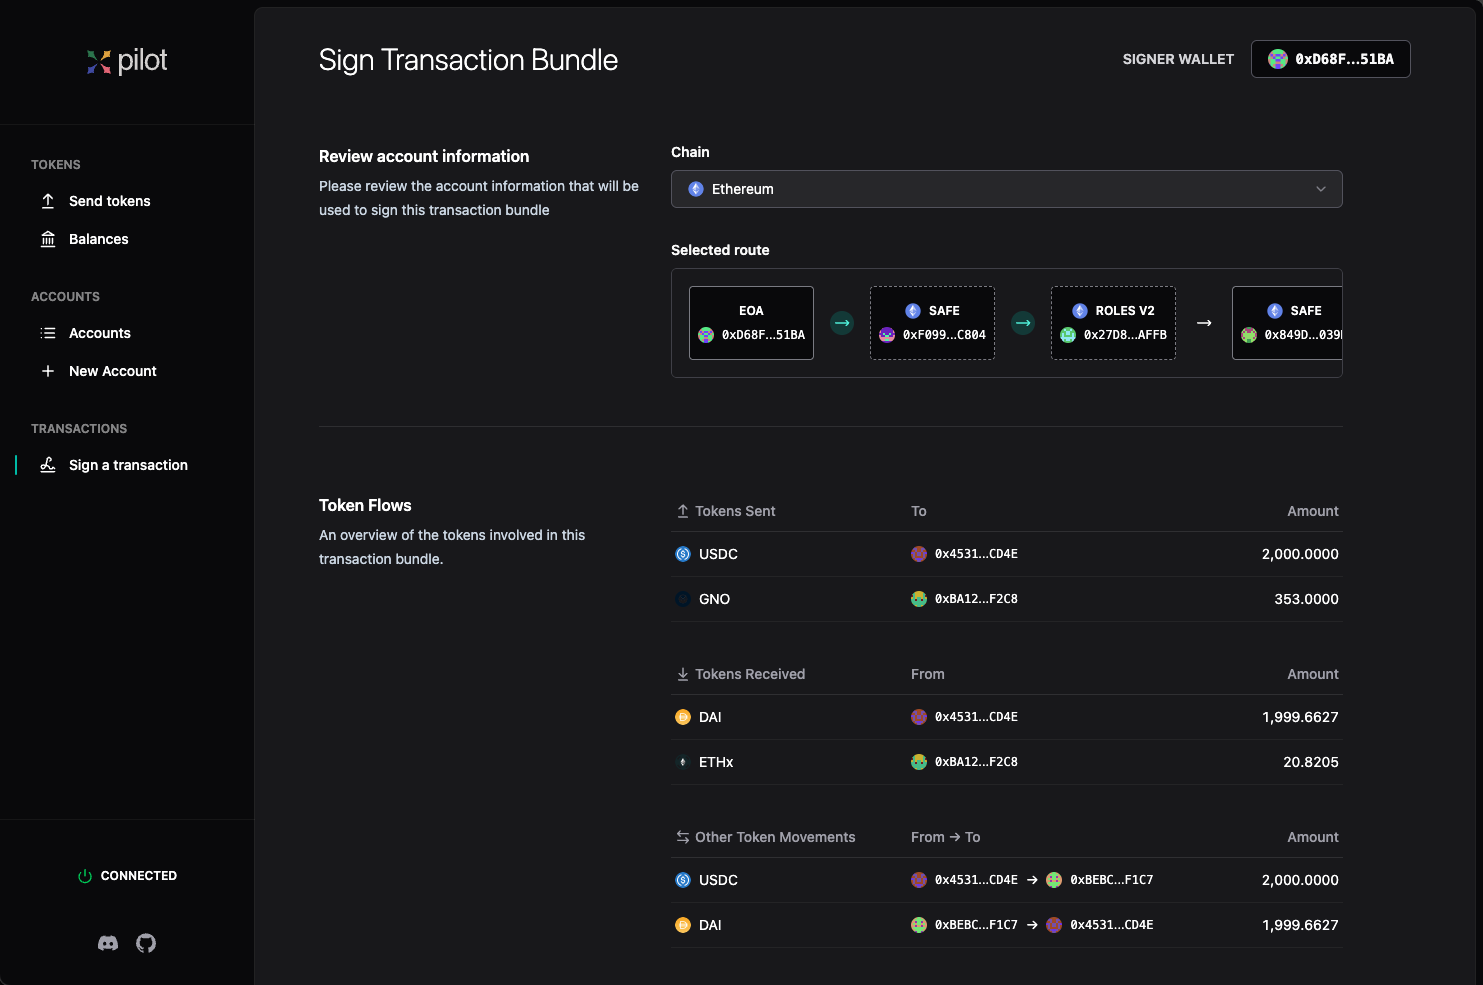 pilot
TOKENS
Send tokens
Balances
ACCOUNTS
Accounts
New Account
TRANSACTIONS
Sign a transaction
CONNECTED
Sign Transaction Bundle
SIGNER WALLET
0xD68F...51BA
Review account information
Please review the account information that will be
used to sign this transaction bundle
Chain
Ethereum
Selected route
EOA
0xD68F...51BA
SAFE
0xF099...C804
ROLES V2
0x27D8...AFFB
SAFE
0x849D...039
Token Flows
An overview of the tokens involved in this
transaction bundle.
Tokens Sent To Amount
USDC 0x4531...CD4E 2,000.0000
GNO 0xBA12...F2C8 353.0000
Tokens Received From Amount
DAI 0x4531...CD4E 1,999.6627
ETHx 0xBA12...F2C8 20.8205
Other Token Movements From → To Amount
USDC 0x4531...CD4E → 0xBEBC...F1C7 2,000.0000
DAI 0xBEBC...F1C7 → 0x4531...CD4E 1,999.6627